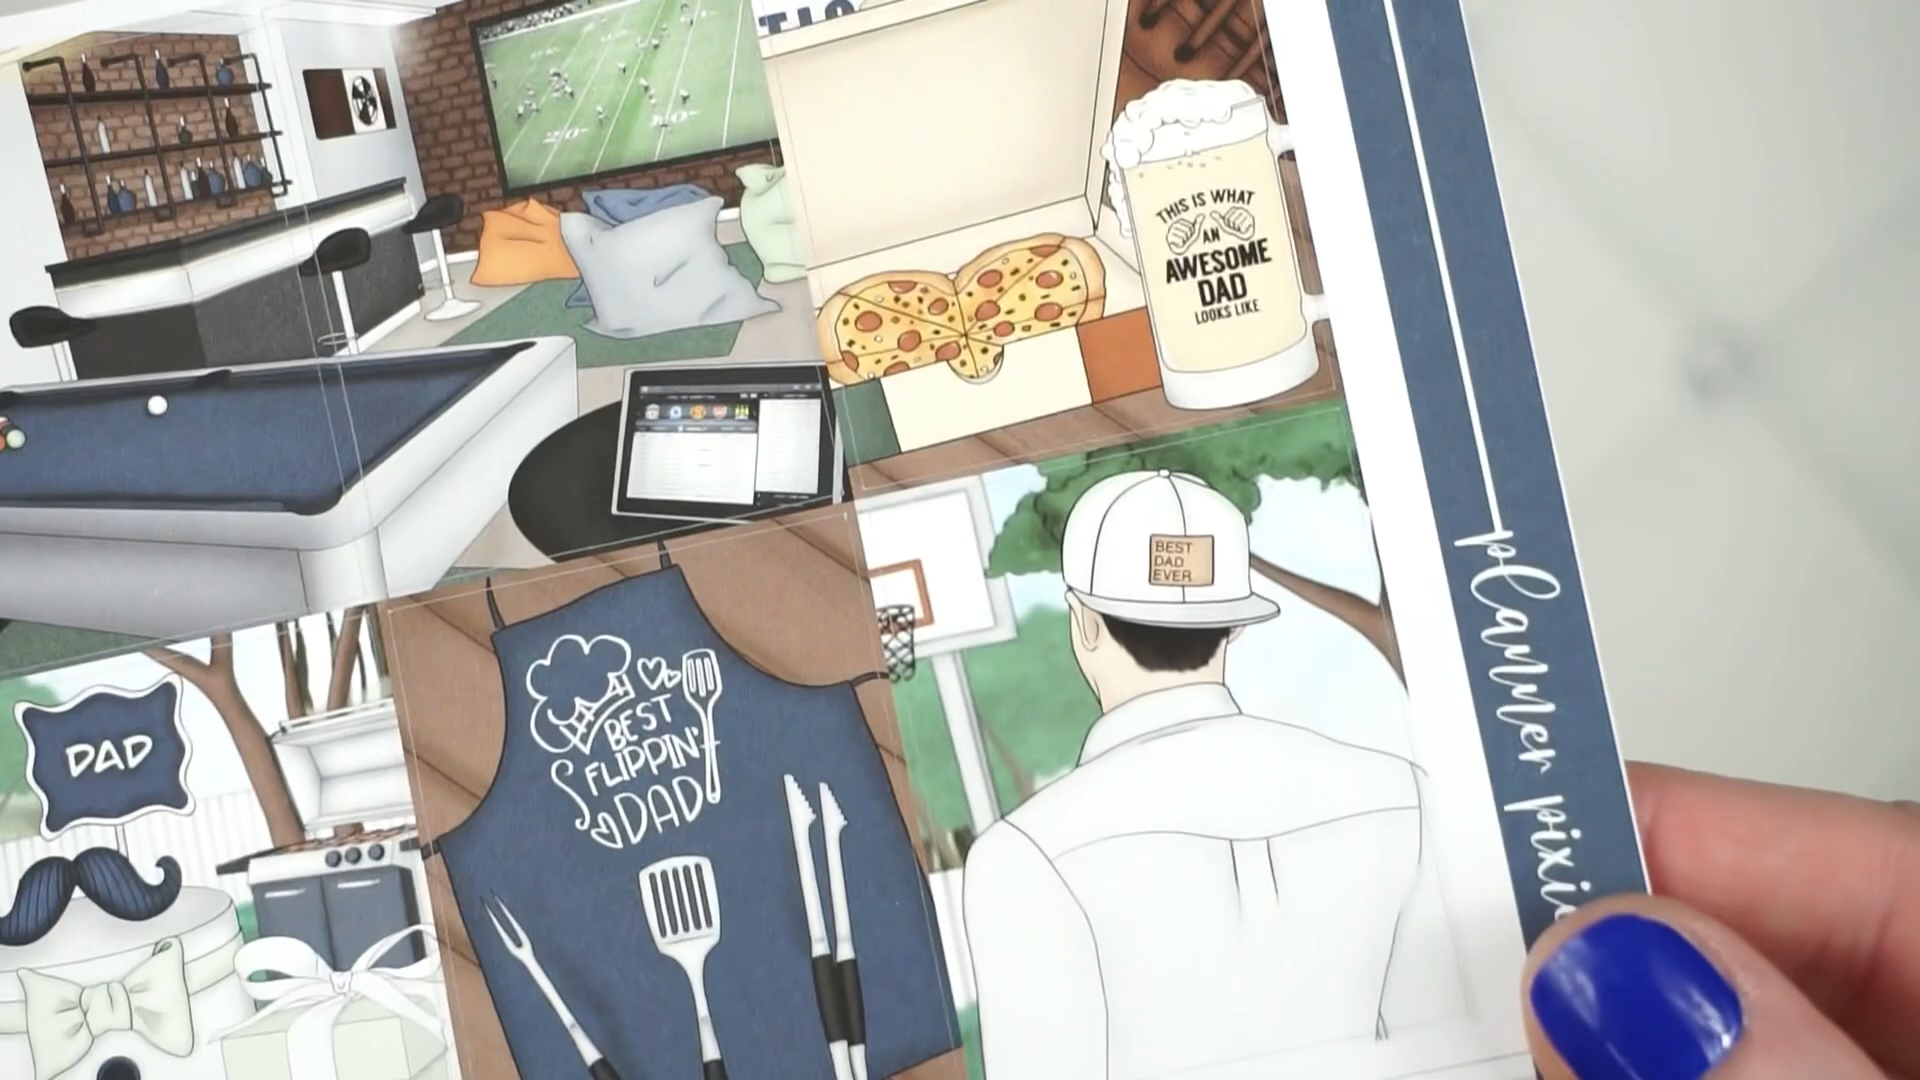 THIS IS WHAT
AN
AWESOME
DAD
LOOKS LIKE
BEST
DAD
EVER
DAD
BEST
FLIPPIN'
DAD
planner pixie